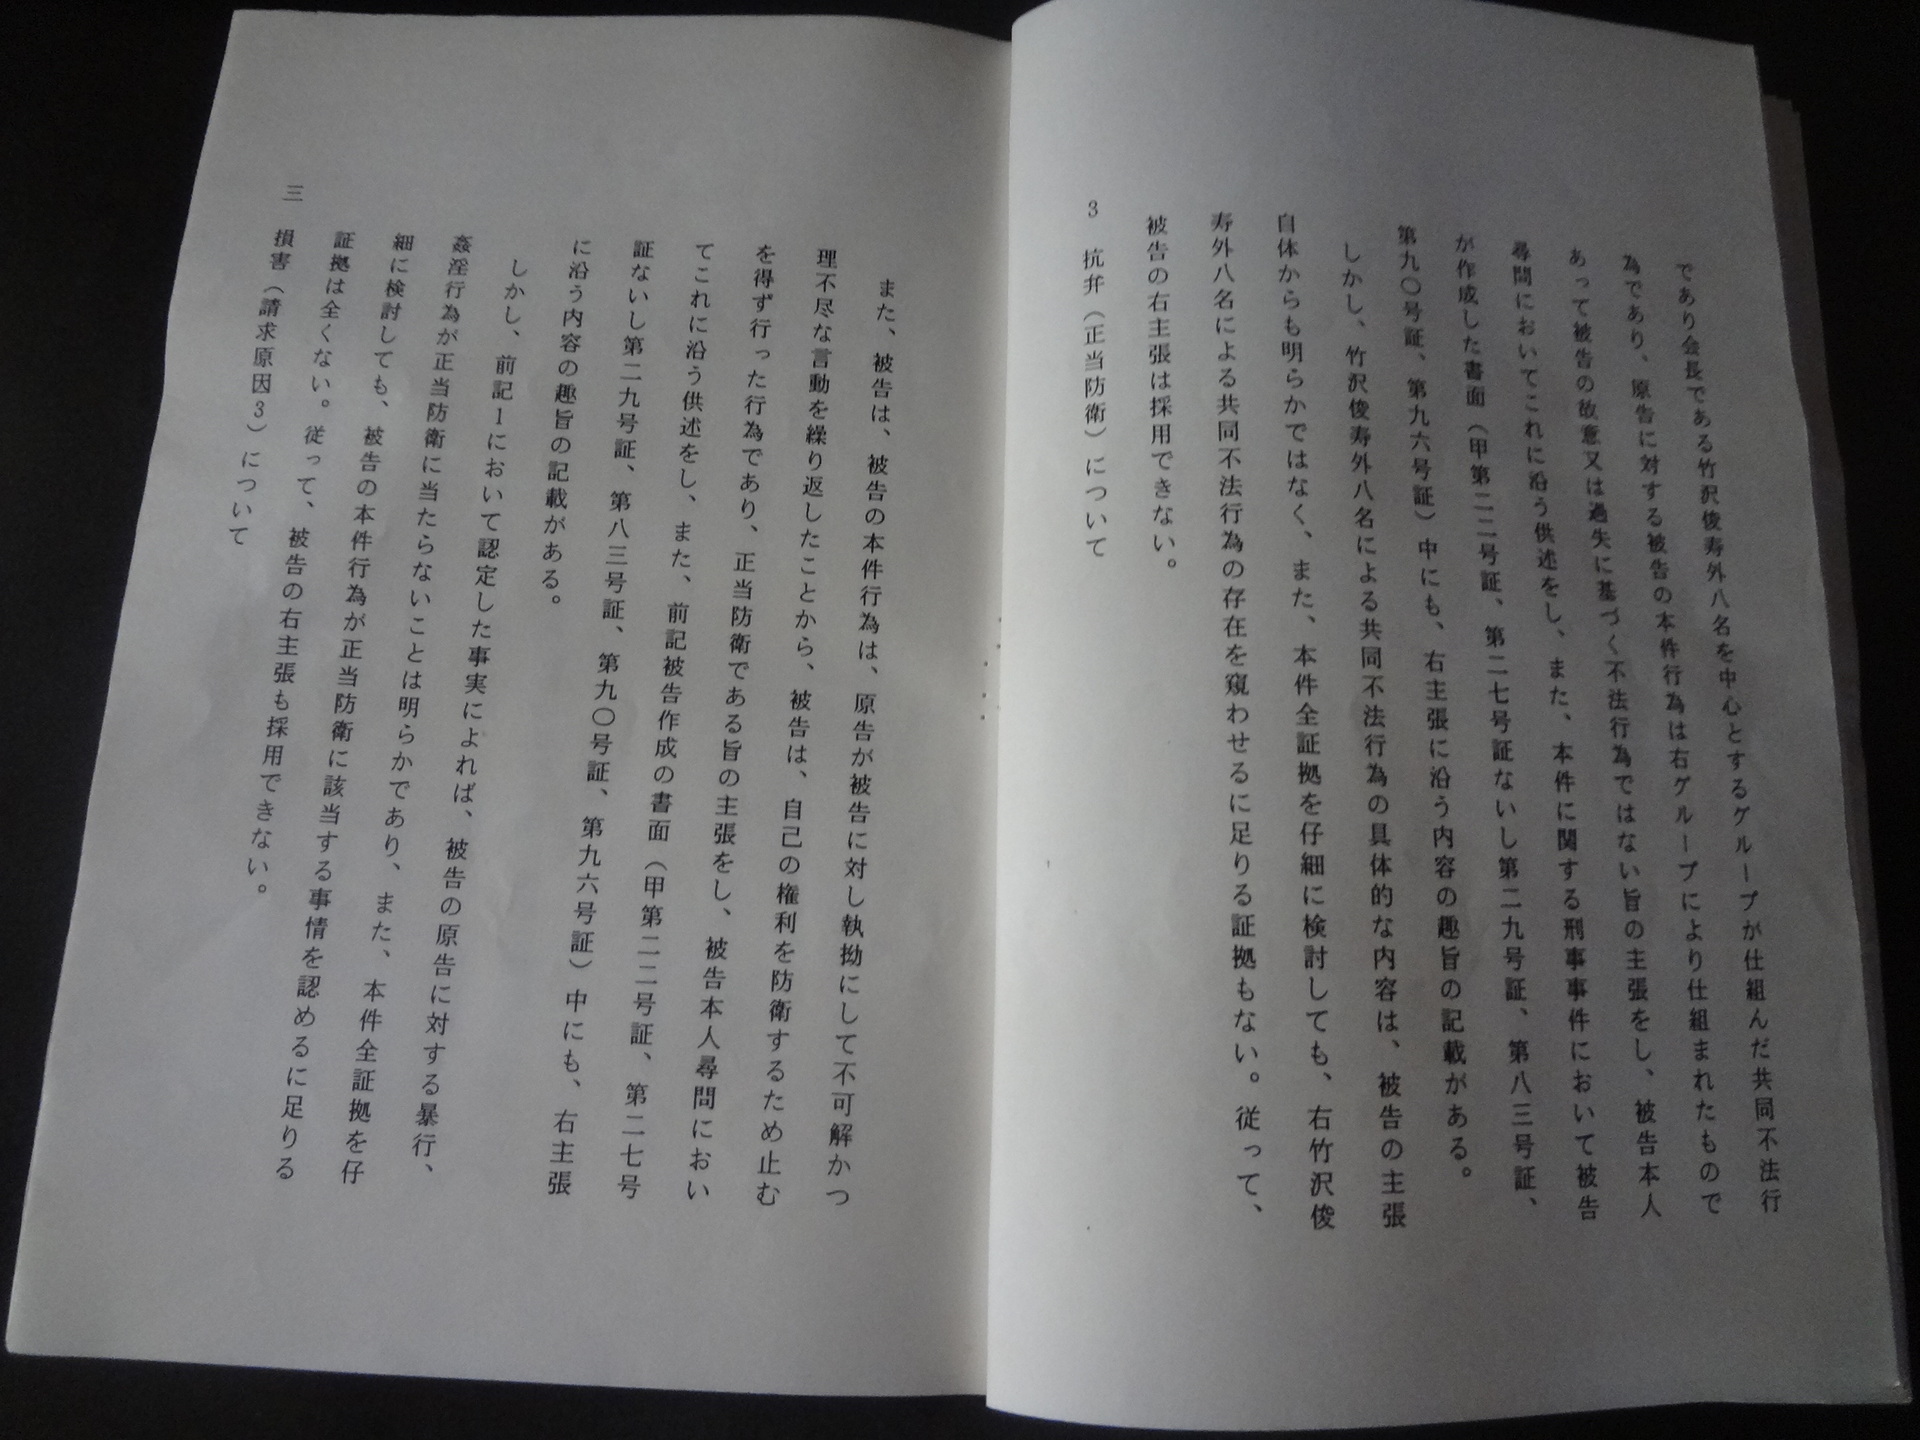 であり会長である竹沢俊寿外八名を中心とするグループが仕組んだ共同不法行
為であり、原告に対する被告の本件行為は右グループにより仕組まれたもので
あって被告の故意又は過失に基づく不法行為ではない旨の主張をし、被告本人
尋問においてこれに沿う供述をし、また、本件に関する刑事事件において被告
が作成した書面（甲第二二号証、第二七号証ないし第二九号証、第八三号証、
第九〇号証、第九六号証）中にも、右主張に沿う内容の趣旨の記載がある。
しかし、竹沢俊寿外八名による共同不法行為の具体的な内容は、被告の主張
自体からも明らかではなく、また、本件全証拠を仔細に検討しても、右竹沢俊
寿外八名による共同不法行為の存在を窺わせるに足りる証拠もない。従って、
被告の右主張は採用できない。
3 抗弁（正当防衛）について
また、被告は、被告の本件行為は、原告が被告に対し執拗にして不可解かつ
理不尽な言動を繰り返したことから、被告は、自己の権利を防衛するため止む
を得ず行った行為であり、正当防衛である旨の主張をし、被告本人尋問におい
てこれに沿う供述をし、また、前記被告作成の書面（甲第二二号証、第二七号
証ないし第二九号証、第八三号証、第九〇号証、第九六号証）中にも、右主張
に沿う内容の趣旨の記載がある。
しかし、前記1において認定した事実によれば、被告の原告に対する暴行、
姦淫行為が正当防衛に当たらないことは明らかであり、また、本件全証拠を仔
細に検討しても、被告の本件行為が正当防衛に該当する事情を認めるに足りる
証拠は全くない。従って、被告の右主張も採用できない。
三 損害（請求原因3）について